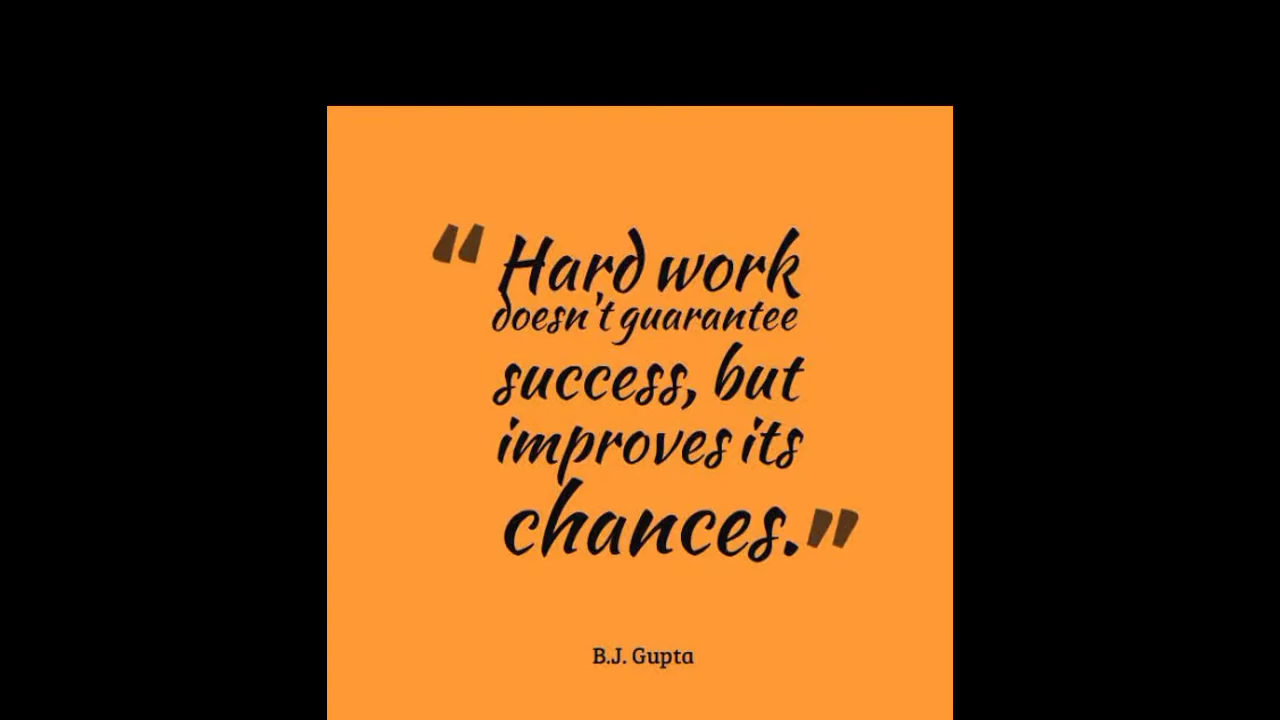 “ Hard work
doesn't guarantee
success, but
improves its
chances.”
B.J. Gupta